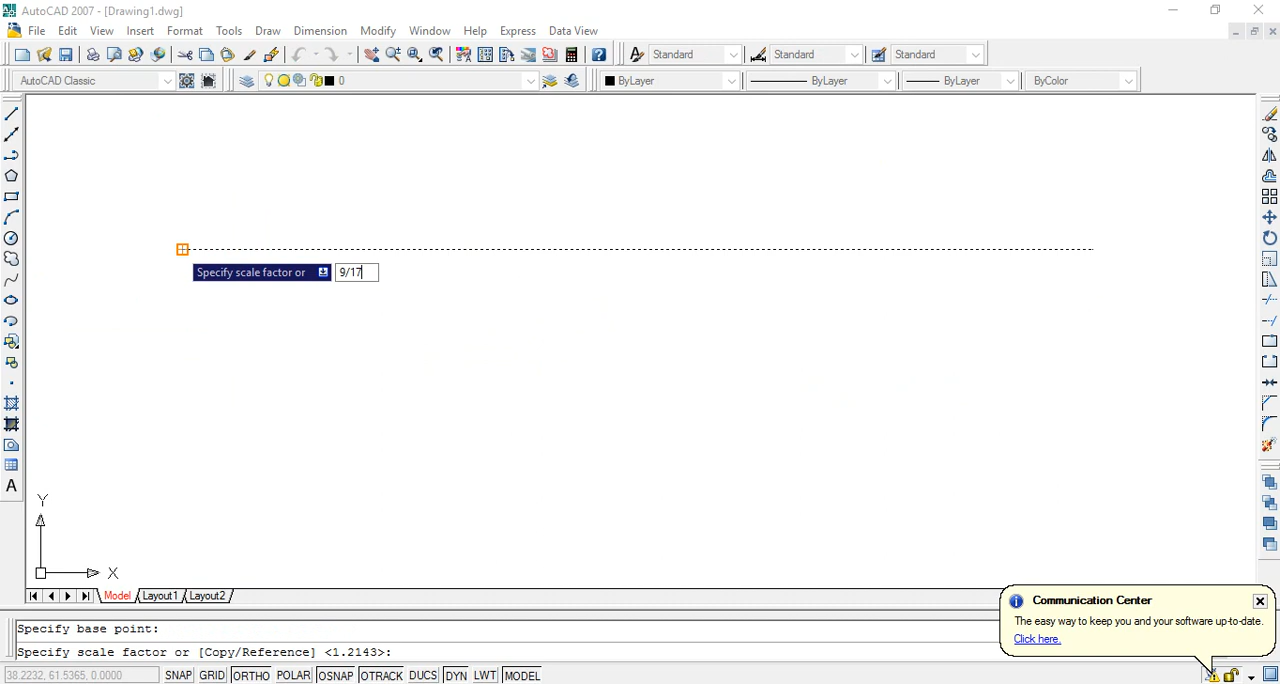 AutoCAD 2007 - [Drawing1.dwg]
File Edit View Insert Format Tools Draw Dimension Modify Window Help Express Data View
Standard Standard Standard
AutoCAD Classic 0 ByLayer ByLayer ByLayer ByColor
Specify scale factor or 9/17
A
Y
X
Model Layout1 Layout2
Communication Center
The easy way to keep you and your software up-to-date.
Click here.
Specify base point:
Specify scale factor or [Copy/Reference] <1.2143>:
38.2232, 61.5365, 0.0000 SNAP GRID ORTHO POLAR OSNAP OTRACK DUCS DYN LWT MODEL